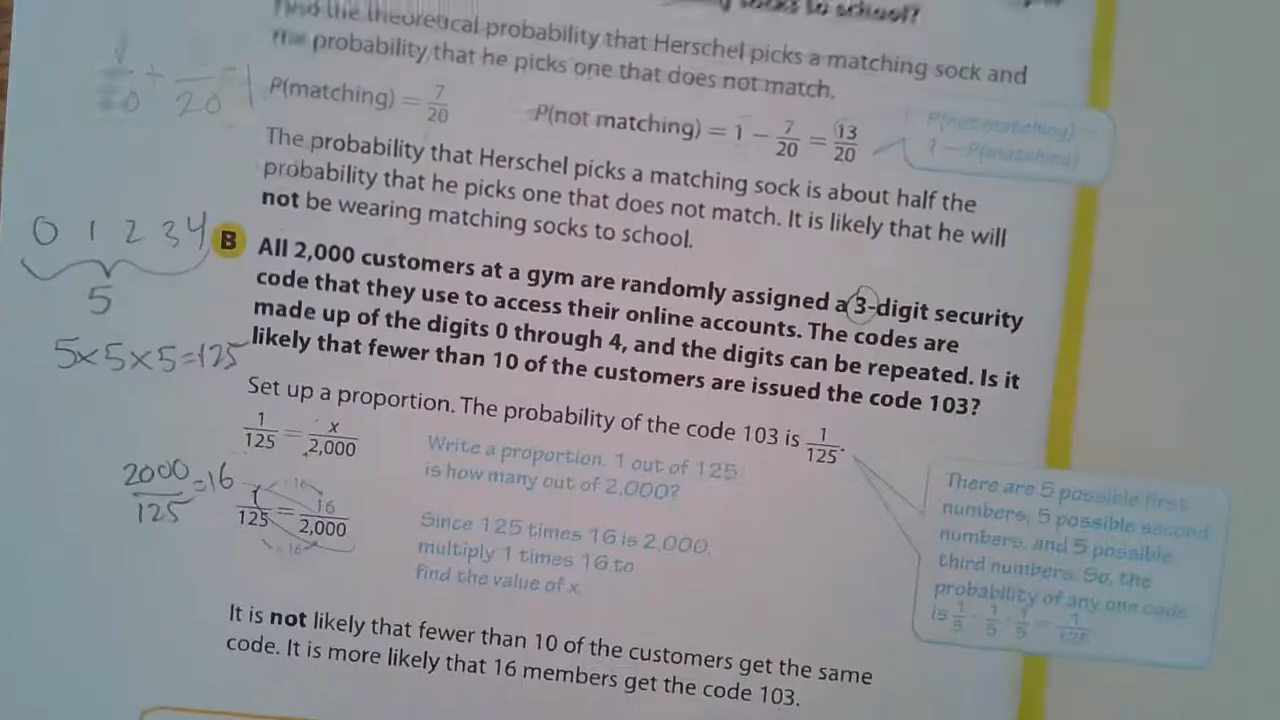 to school?
Find the theoretical probability that Herschel picks a matching sock and
the probability that he picks one that does not match.
P(matching) = 7/20
P(not matching) = 1 − 7/20 = 13/20
P(not matching) =
1 − P(matching)
+ /20 = 1
The probability that Herschel picks a matching sock is about half the
probability that he picks one that does not match. It is likely that he will
not be wearing matching socks to school.
0 1 2 3 4
5
5×5×5=125
B All 2,000 customers at a gym are randomly assigned a 3-digit security
code that they use to access their online accounts. The codes are
made up of the digits 0 through 4, and the digits can be repeated. Is it
likely that fewer than 10 of the customers are issued the code 103?
Set up a proportion. The probability of the code 103 is 1/125.
1/125 = x/2,000
Write a proportion. 1 out of 125
is how many out of 2,000?
2000/125 = 16
1/125 = 16/2,000
· 16
· 16
Since 125 times 16 is 2,000,
multiply 1 times 16 to
find the value of x.
There are 5 possible first
numbers, 5 possible second
numbers, and 5 possible
third numbers. So, the
probability of any one code
is 1/5 · 1/5 · 1/5 = 1/125
It is not likely that fewer than 10 of the customers get the same
code. It is more likely that 16 members get the code 103.